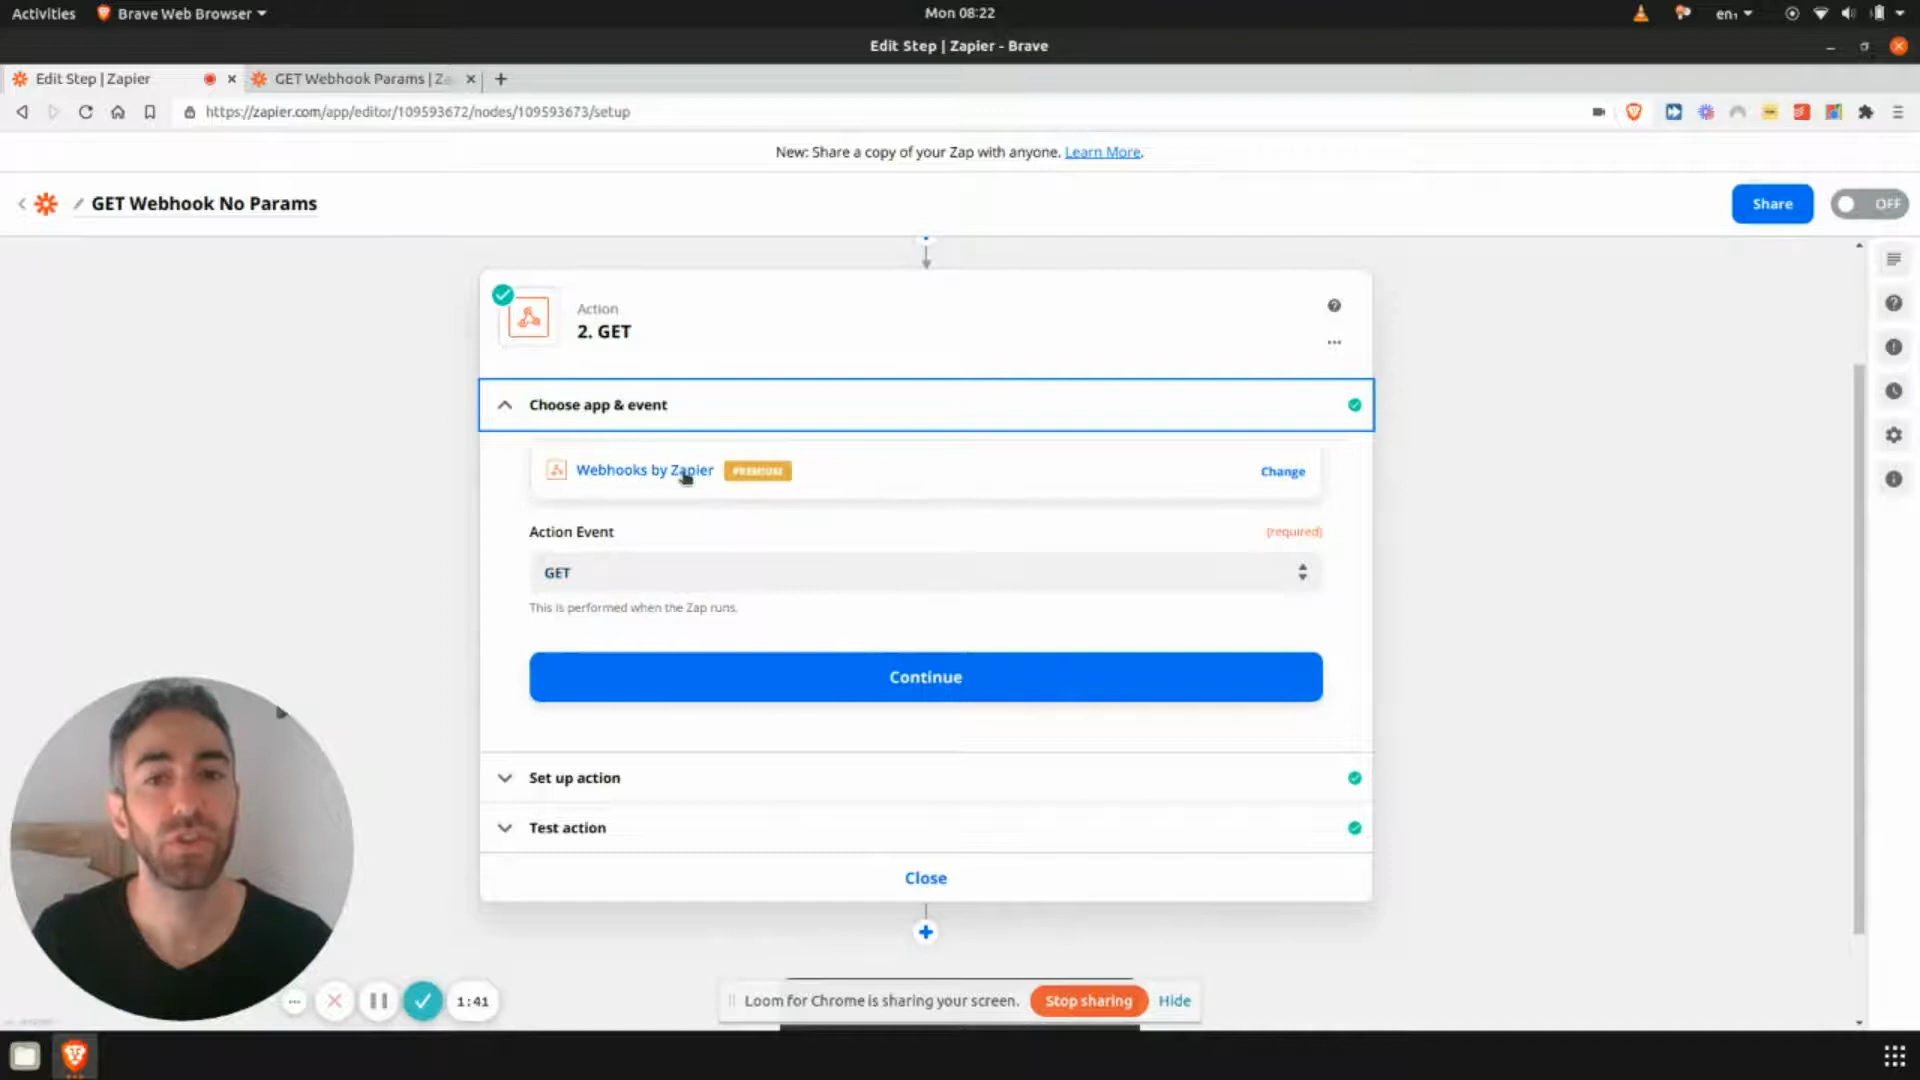 Activities
Brave Web Browser
Mon 08:22
en₁
Edit Step | Zapier - Brave
Edit Step | Zapier
GET Webhook Params | Za
https://zapier.com/app/editor/109593672/nodes/109593673/setup
New: Share a copy of your Zap with anyone. Learn More.
GET Webhook No Params
Share
OFF
Action
2. GET
Choose app & event
Webhooks by Zapier
PREMIUM
Change
Action Event
(required)
GET
This is performed when the Zap runs.
Continue
Set up action
Test action
Close
1:41
Loom for Chrome is sharing your screen.
Stop sharing
Hide